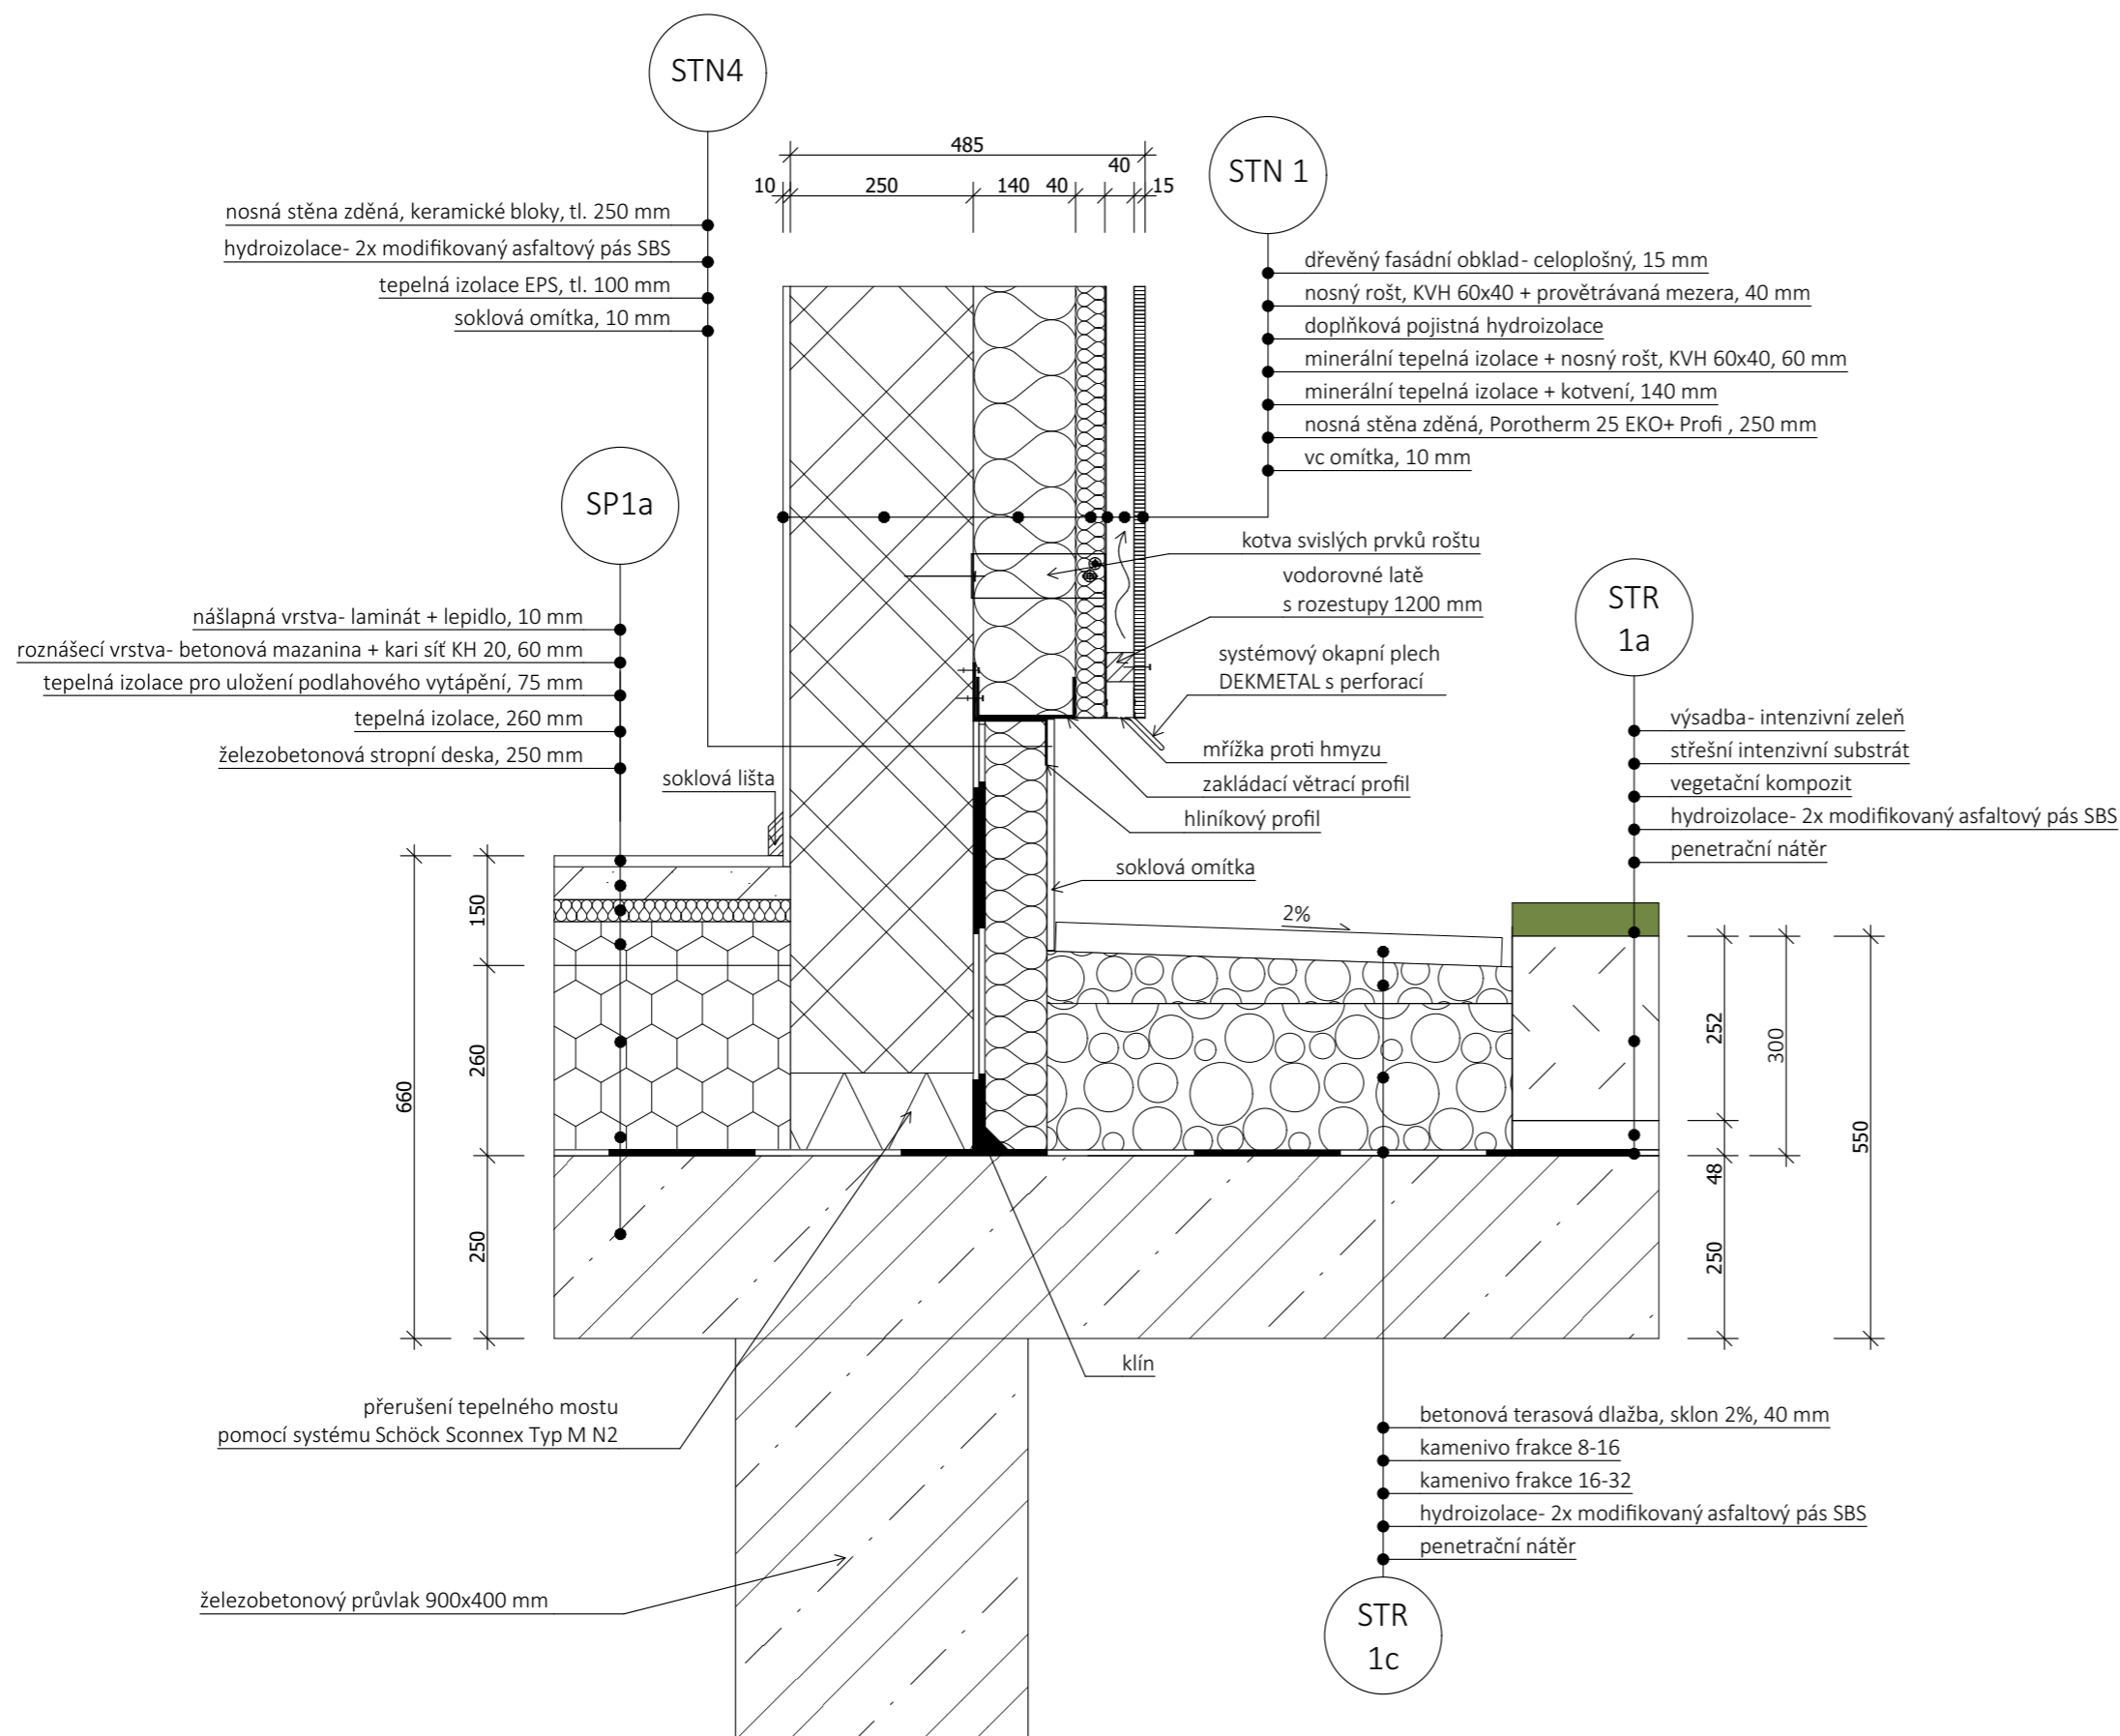 STN4
nosná stěna zděná, keramické bloky, tl. 250 mm
hydroizolace- 2x modifikovaný asfaltový pás SBS
tepelná izolace EPS, tl. 100 mm
soklová omítka, 10 mm
485
40
10
250
140
40
15
STN 1
dřevěný fasádní obklad- celoplošný, 15 mm
nosný rošt, KVH 60x40 + provětrávaná mezera, 40 mm
doplňková pojistná hydroizolace
minerální tepelná izolace + nosný rošt, KVH 60x40, 60 mm
minerální tepelná izolace + kotvení, 140 mm
nosná stěna zděná, Porotherm 25 EKO+ Profi , 250 mm
vc omítka, 10 mm
SP1a
nášlapná vrstva- laminát + lepidlo, 10 mm
roznášecí vrstva- betonová mazanina + kari síť KH 20, 60 mm
tepelná izolace pro uložení podlahového vytápění, 75 mm
tepelná izolace, 260 mm
železobetonová stropní deska, 250 mm
soklová lišta
kotva svislých prvků roštu
vodorovné latě
s rozestupy 1200 mm
systémový okapní plech
DEKMETAL s perforací
mřížka proti hmyzu
zakládací větrací profil
hliníkový profil
soklová omítka
2%
STR
1a
výsadba- intenzivní zeleň
střešní intenzivní substrát
vegetační kompozit
hydroizolace- 2x modifikovaný asfaltový pás SBS
penetrační nátěr
660
150
260
250
252
48
250
300
550
klín
přerušení tepelného mostu
pomocí systému Schöck Sconnex Typ M N2
železobetonový průvlak 900x400 mm
betonová terasová dlažba, sklon 2%, 40 mm
kamenivo frakce 8-16
kamenivo frakce 16-32
hydroizolace- 2x modifikovaný asfaltový pás SBS
penetrační nátěr
STR
1c